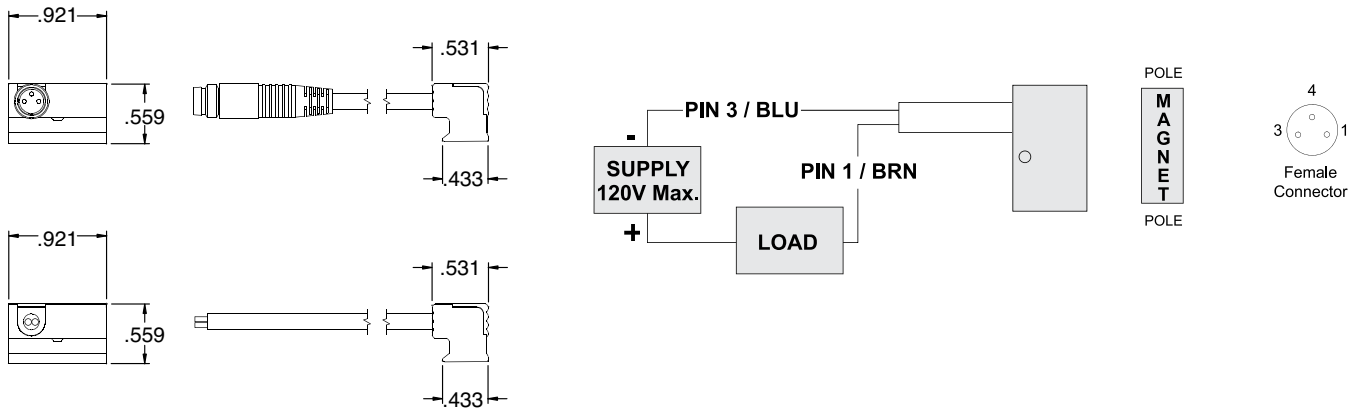 .921
.559
.531
.433
.921
.559
.531
.433
PIN 3 / BLU
-
SUPPLY
120V Max.
+
PIN 1 / BRN
LOAD
POLE
M
A
G
N
E
T
POLE
4
3
1
Female
Connector